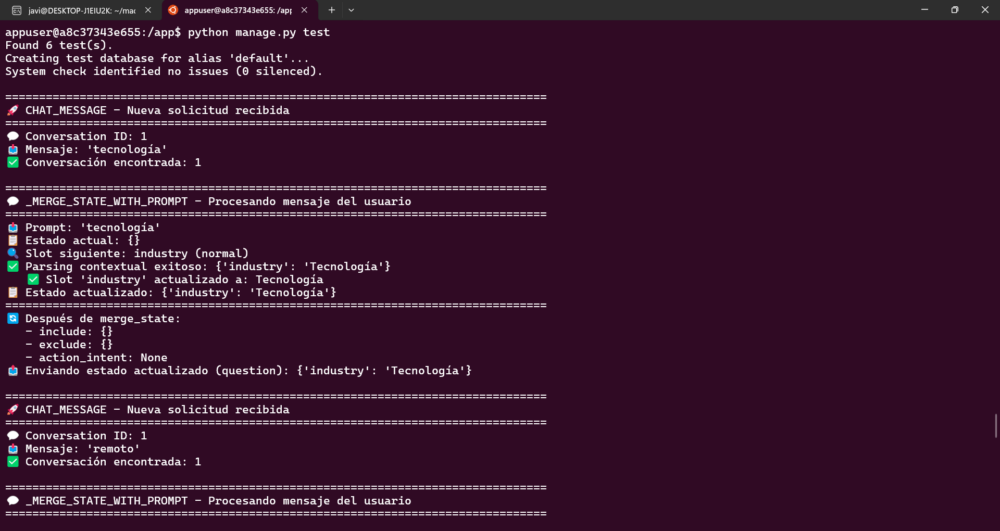 javi@DESKTOP-J1EIU2K: ~/mac
appuser@a8c37343e655: /app
appuser@a8c37343e655:/app$ python manage.py test
Found 6 test(s).
Creating test database for alias 'default'...
System check identified no issues (0 silenced).
================================================================================
🚀 CHAT_MESSAGE - Nueva solicitud recibida
================================================================================
💬 Conversation ID: 1
📥 Mensaje: 'tecnología'
✅ Conversación encontrada: 1
================================================================================
💬 _MERGE_STATE_WITH_PROMPT - Procesando mensaje del usuario
================================================================================
📥 Prompt: 'tecnología'
📋 Estado actual: {}
🔍 Slot siguiente: industry (normal)
✅ Parsing contextual exitoso: {'industry': 'Tecnología'}
✅ Slot 'industry' actualizado a: Tecnología
📋 Estado actualizado: {'industry': 'Tecnología'}
================================================================================
🔄 Después de merge_state:
- include: {}
- exclude: {}
- action_intent: None
📤 Enviando estado actualizado (question): {'industry': 'Tecnología'}
================================================================================
🚀 CHAT_MESSAGE - Nueva solicitud recibida
================================================================================
💬 Conversation ID: 1
📥 Mensaje: 'remoto'
✅ Conversación encontrada: 1
================================================================================
💬 _MERGE_STATE_WITH_PROMPT - Procesando mensaje del usuario
================================================================================